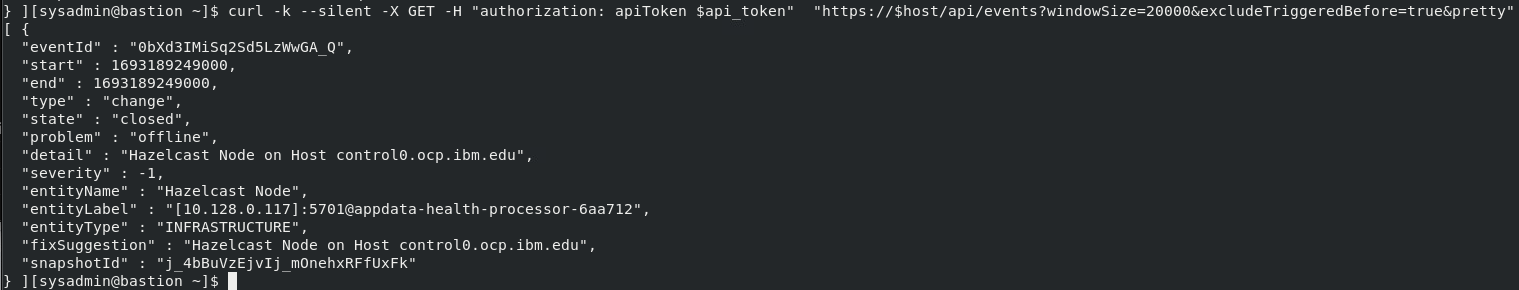 } ][sysadmin@bastion ~]$ curl -k --silent -X GET -H "authorization: apiToken $api_token"  "https://$host/api/events?windowSize=20000&excludeTriggeredBefore=true&pretty"
[ {
  "eventId" : "0bXd3IMiSq2Sd5LzWwGA_Q",
  "start" : 1693189249000,
  "end" : 1693189249000,
  "type" : "change",
  "state" : "closed",
  "problem" : "offline",
  "detail" : "Hazelcast Node on Host control0.ocp.ibm.edu",
  "severity" : -1,
  "entityName" : "Hazelcast Node",
  "entityLabel" : "[10.128.0.117]:5701@appdata-health-processor-6aa712",
  "entityType" : "INFRASTRUCTURE",
  "fixSuggestion" : "Hazelcast Node on Host control0.ocp.ibm.edu",
  "snapshotId" : "j_4bBuVzEjvIj_mOnehxRFfUxFk"
} ][sysadmin@bastion ~]$